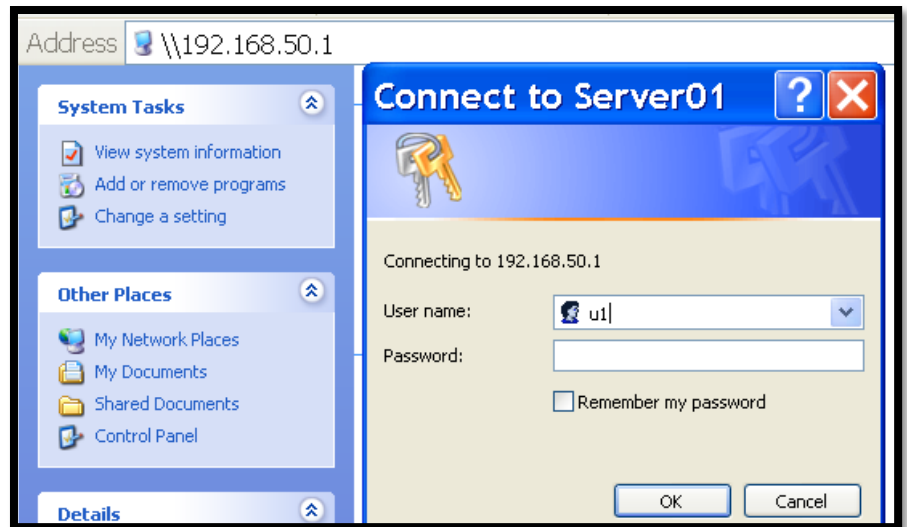 Address \\192.168.50.1
System Tasks
View system information
Add or remove programs
Change a setting
Other Places
My Network Places
My Documents
Shared Documents
Control Panel
Details
Connect to Server01
Connecting to 192.168.50.1
User name: u1
Password:
Remember my password
OK Cancel